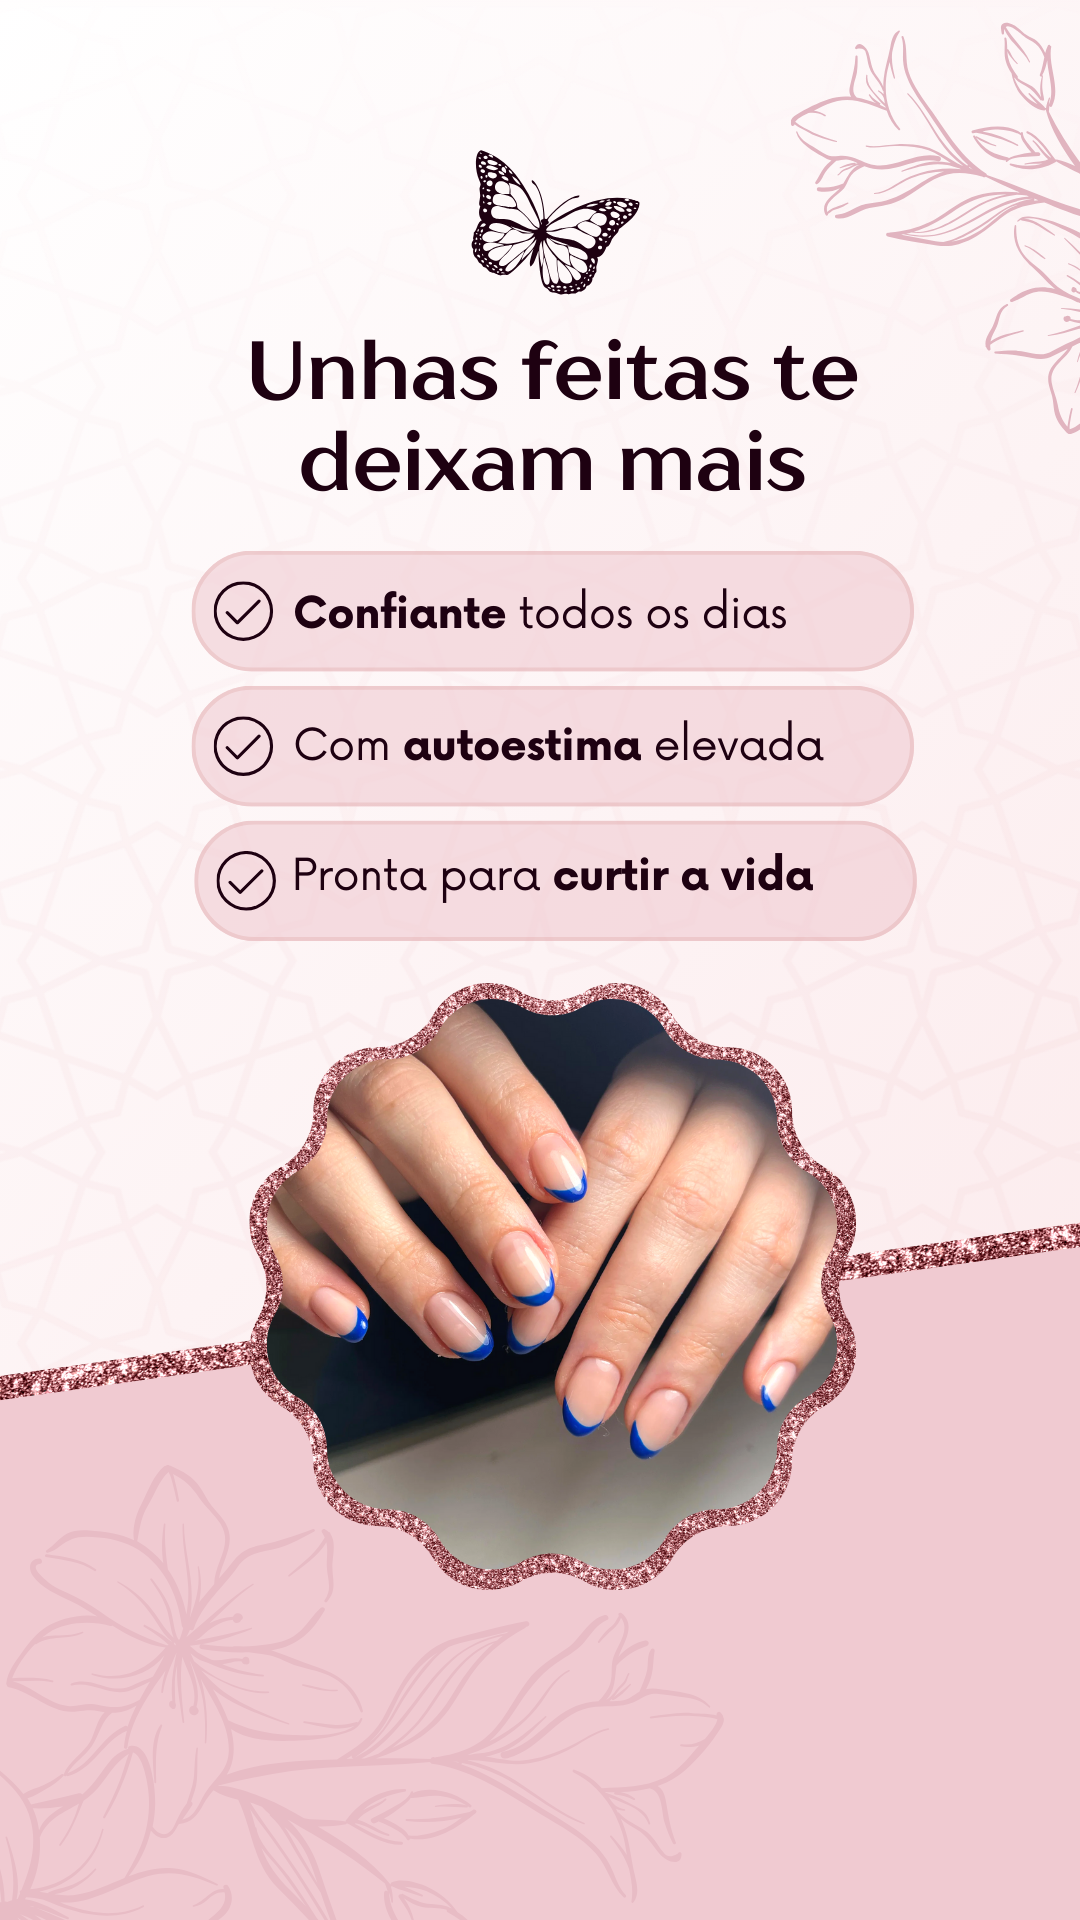 Unhas feitas te
deixam mais
Confiante todos os dias
Com autoestima elevada
Pronta para curtir a vida